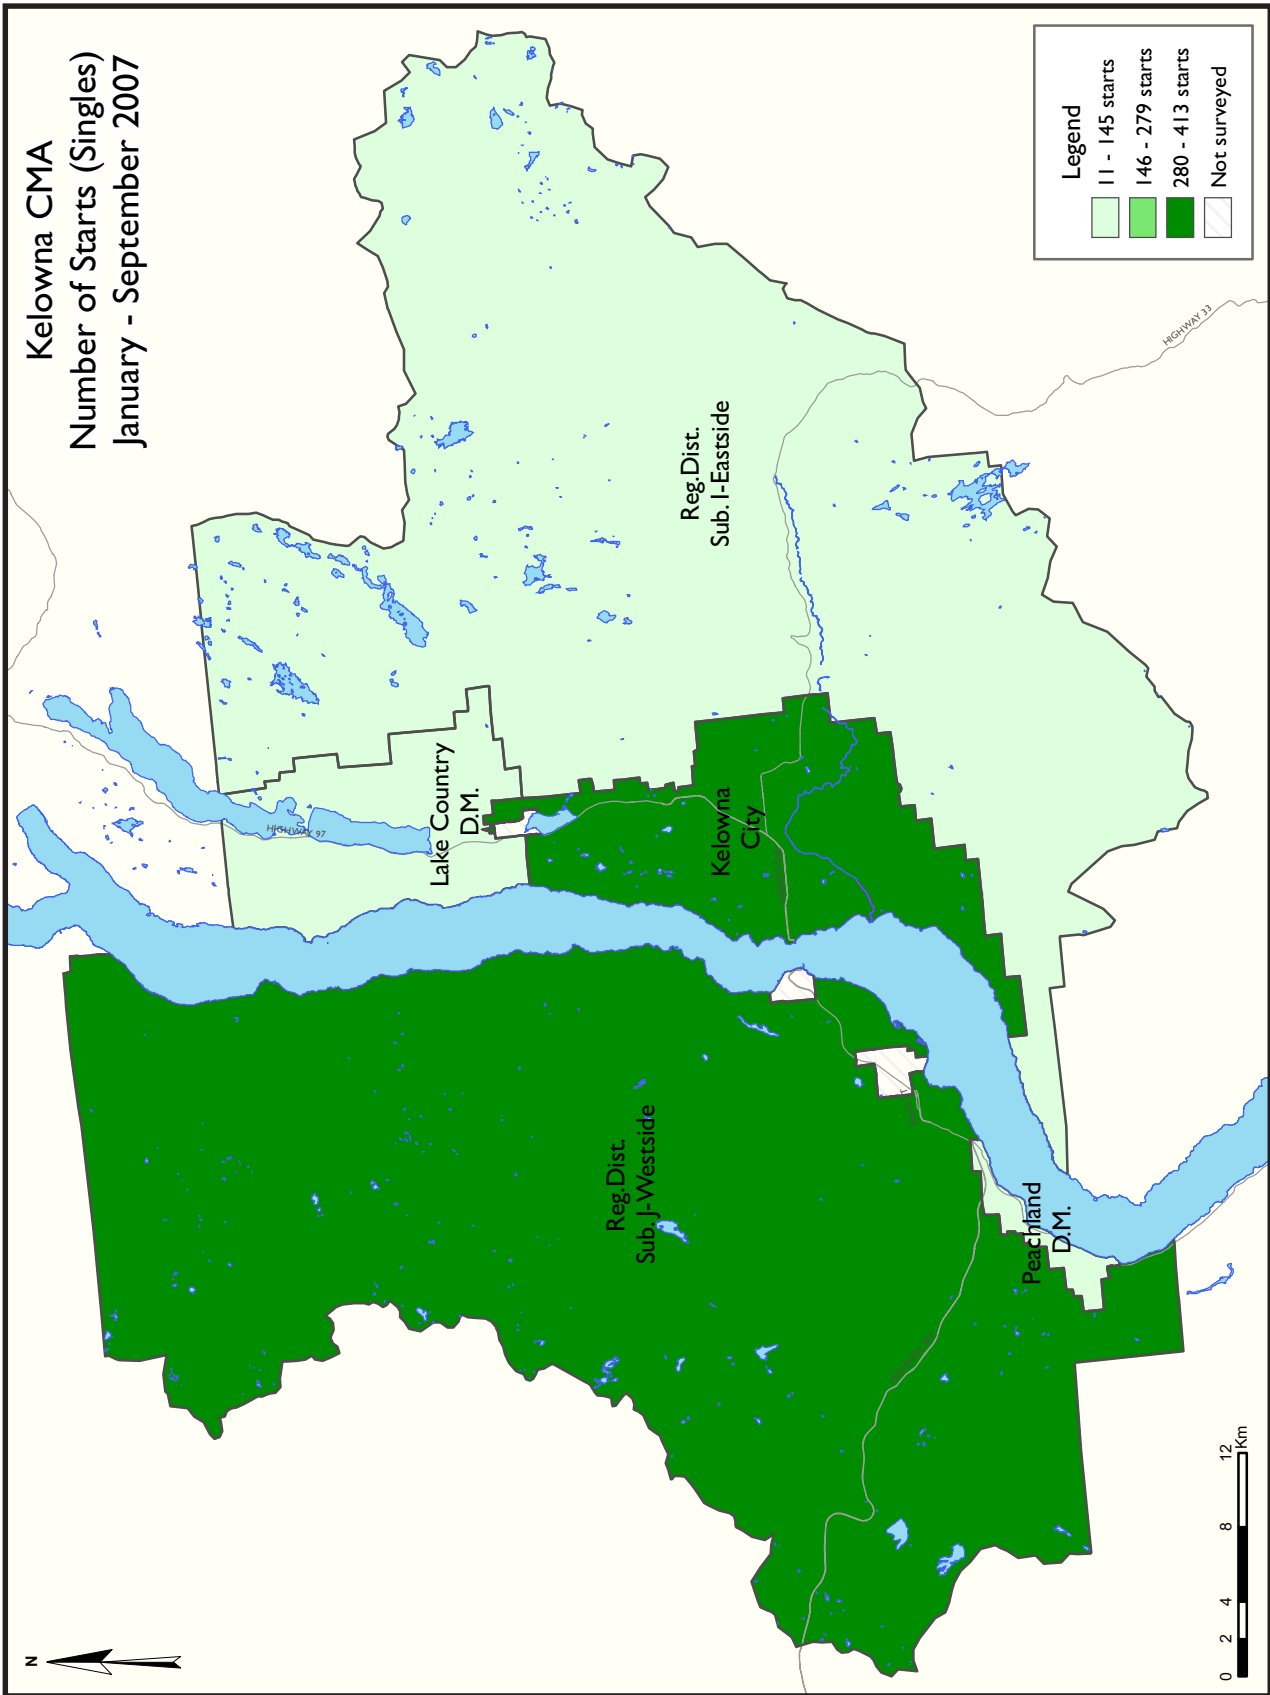 Kelowna CMA
Number of Starts (Singles)
January - September 2007
Legend
11 - 145 starts
146 - 279 starts
280 - 413 starts
Not surveyed
HIGHWAY 33
Reg.Dist.
Sub. I-Eastside
Lake Country
D.M.
HIGHWAY 97
Kelowna
City
Reg.Dist.
Sub. J-Westside
Peachland
D.M.
N
0 2 4 8 12
Km